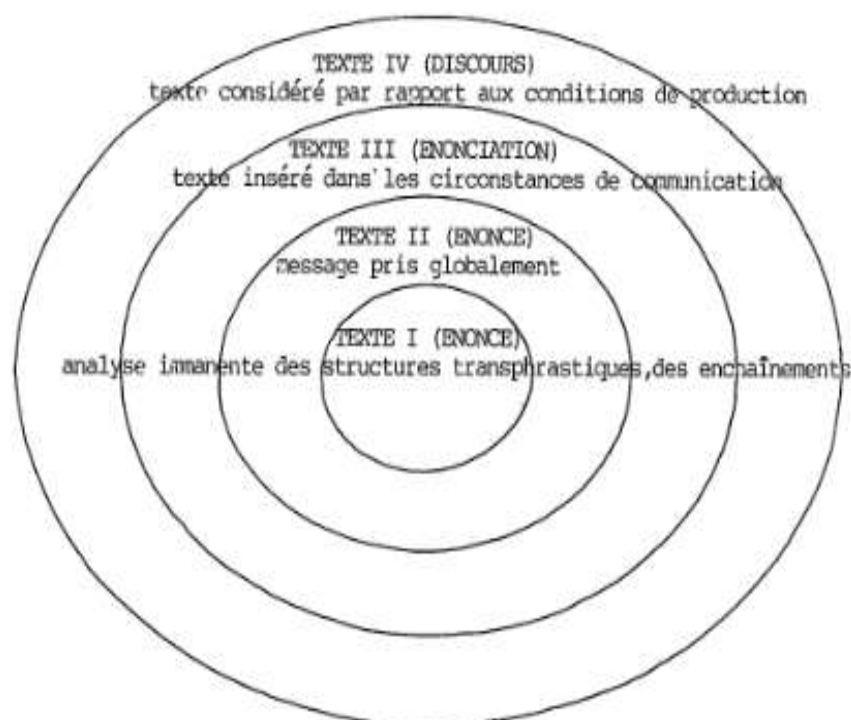 TEXTE IV (DISCOURS)
texte considéré par rapport aux conditions de production
TEXTE III (ENONCIATION)
texte inséré dans les circonstances de communication
TEXTE II (ENONCE)
message pris globalement
TEXTE I (ENONCE)
analyse immanente des structures transphrastiques,des enchaînements